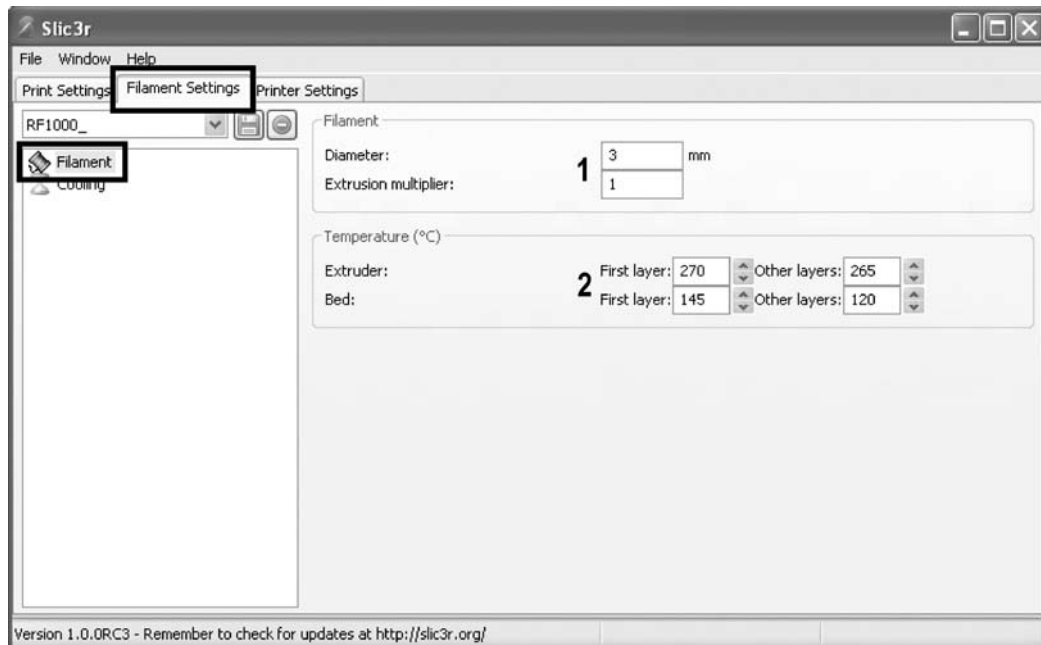 Slic3r
File Window Help
Print Settings Filament Settings Printer Settings
RF1000_
Filament
Cooling
Filament
Diameter: 1 3 mm
Extrusion multiplier: 1
Temperature (°C)
Extruder: 2 First layer: 270 Other layers: 265
Bed: First layer: 145 Other layers: 120
Version 1.0.0RC3 - Remember to check for updates at http://slic3r.org/